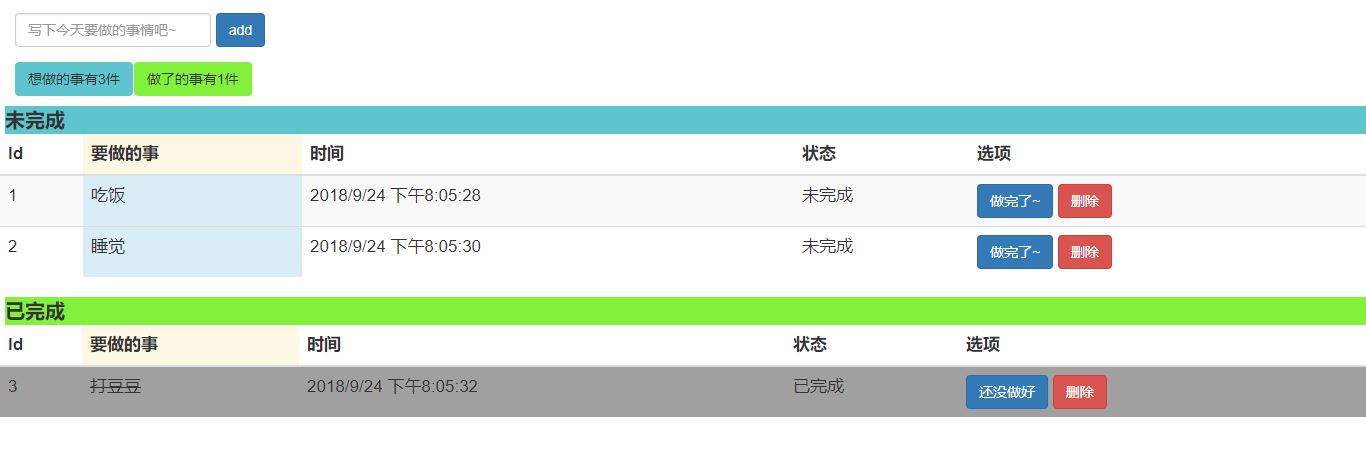 写下今天要做的事情吧~ add
想做的事有3件 做了的事有1件
未完成
Id 要做的事 时间 状态 选项
1 吃饭 2018/9/24 下午8:05:28 未完成 做完了~ 删除
2 睡觉 2018/9/24 下午8:05:30 未完成 做完了~ 删除
已完成
Id 要做的事 时间 状态 选项
3 打豆豆 2018/9/24 下午8:05:32 已完成 还没做好 删除